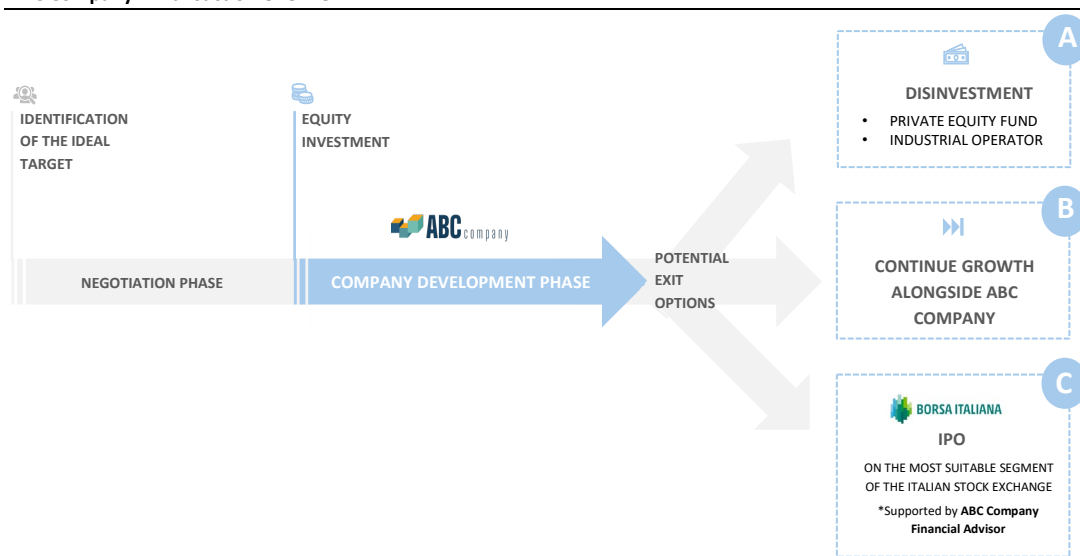 IDENTIFICATION
OF THE IDEAL
TARGET
EQUITY
INVESTMENT
ABC company
NEGOTIATION PHASE
COMPANY DEVELOPMENT PHASE
POTENTIAL
EXIT
OPTIONS
A
DISINVESTMENT
• PRIVATE EQUITY FUND
• INDUSTRIAL OPERATOR
B
CONTINUE GROWTH
ALONGSIDE ABC
COMPANY
C
BORSA ITALIANA
IPO
ON THE MOST SUITABLE SEGMENT
OF THE ITALIAN STOCK EXCHANGE
*Supported by ABC Company
Financial Advisor